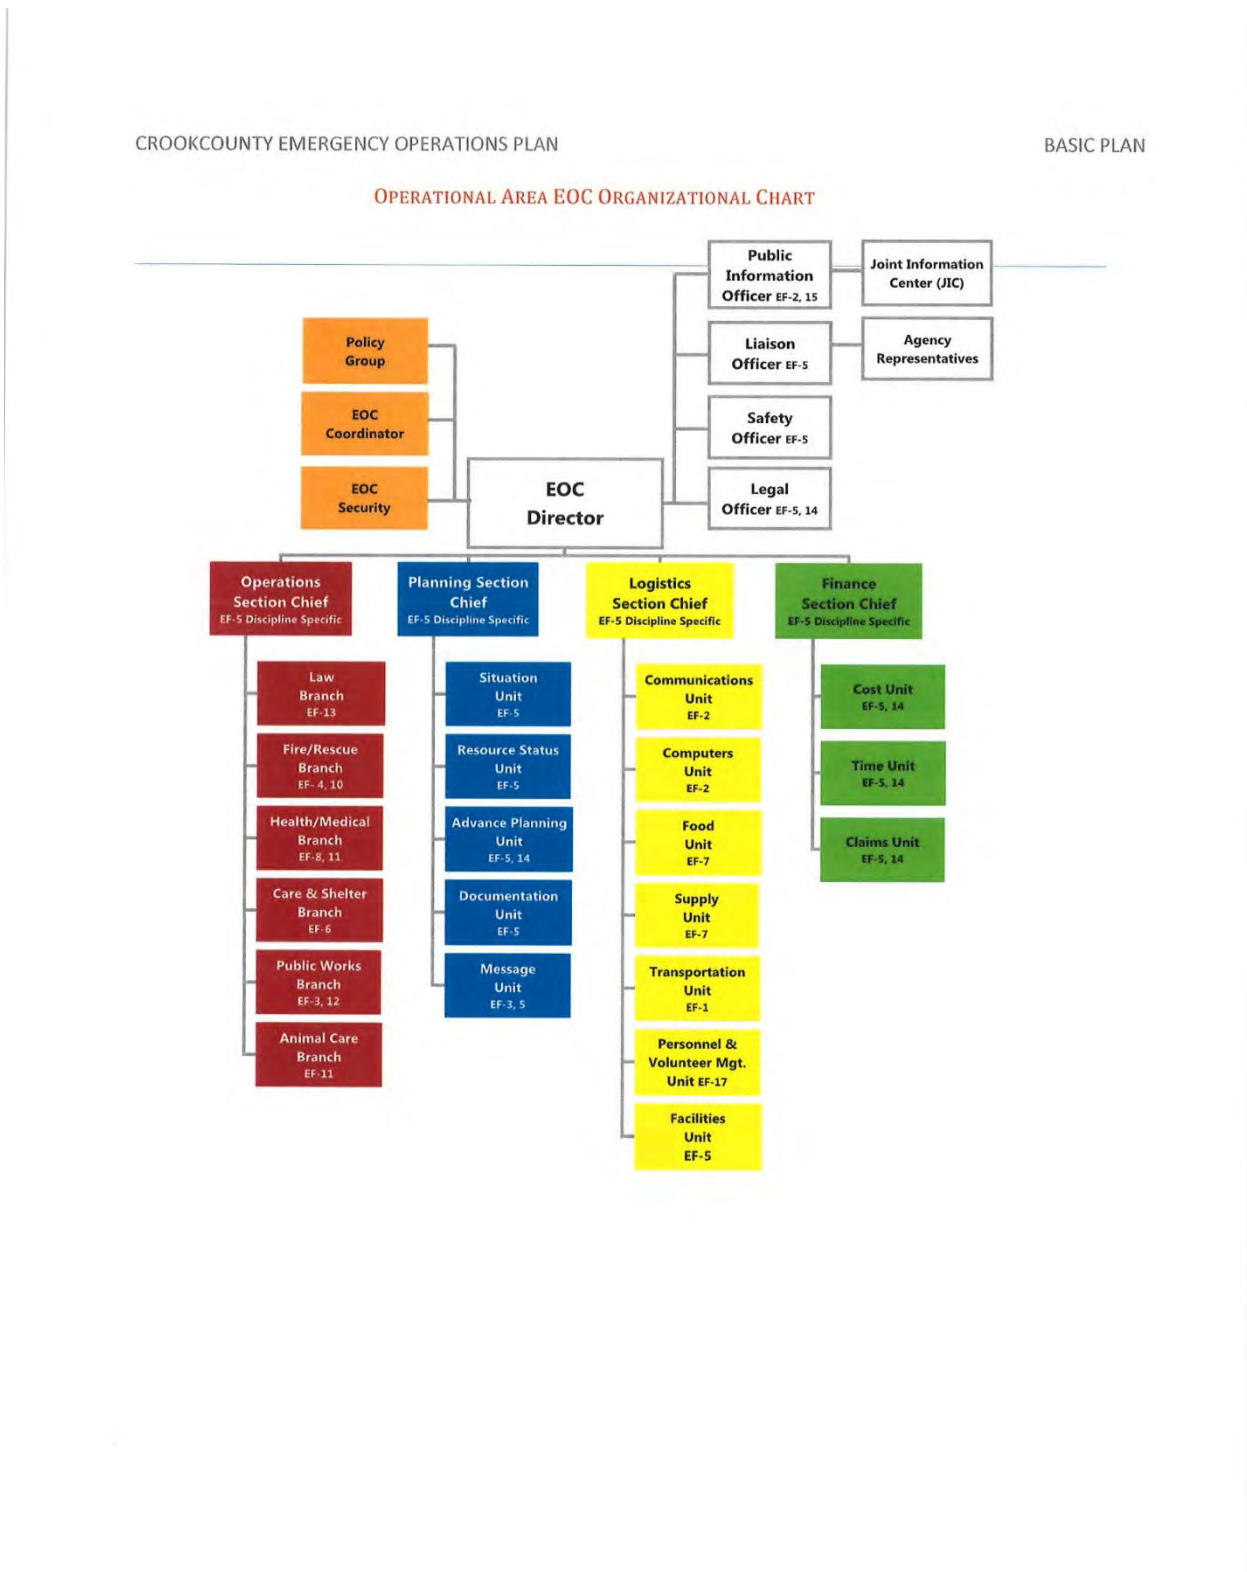 CROOKCOUNTY EMERGENCY OPERATIONS PLAN
BASIC PLAN
OPERATIONAL AREA EOC ORGANIZATIONAL CHART
Public
Information
Officer EF-2, 15
Joint Information
Center (JIC)
Liaison
Officer EF-5
Agency
Representatives
Safety
Officer EF-5
Legal
Officer EF-5, 14
Policy
Group
EOC
Coordinator
EOC
Security
EOC
Director
Operations
Section Chief
EF-5 Discipline Specific
Law
Branch
EF-13
Fire/Rescue
Branch
EF- 4, 10
Health/Medical
Branch
EF-8, 11
Care & Shelter
Branch
EF-6
Public Works
Branch
EF-3, 12
Animal Care
Branch
EF-11
Planning Section
Chief
EF-5 Discipline Specific
Situation
Unit
EF-5
Resource Status
Unit
EF-5
Advance Planning
Unit
EF-5, 14
Documentation
Unit
EF-5
Message
Unit
EF-3, 5
Logistics
Section Chief
EF-5 Discipline Specific
Communications
Unit
EF-2
Computers
Unit
EF-2
Food
Unit
EF-7
Supply
Unit
EF-7
Transportation
Unit
EF-1
Personnel &
Volunteer Mgt.
Unit EF-17
Facilities
Unit
EF-5
Finance
Section Chief
EF-5 Discipline Specific
Cost Unit
EF-5, 14
Time Unit
EF-5, 14
Claims Unit
EF-5, 14